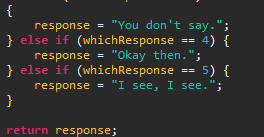 {
response = "You don't say.";
} else if (whichResponse == 4) {
response = "Okay then.";
} else if (whichResponse == 5) {
response = "I see, I see.";
}
return response;